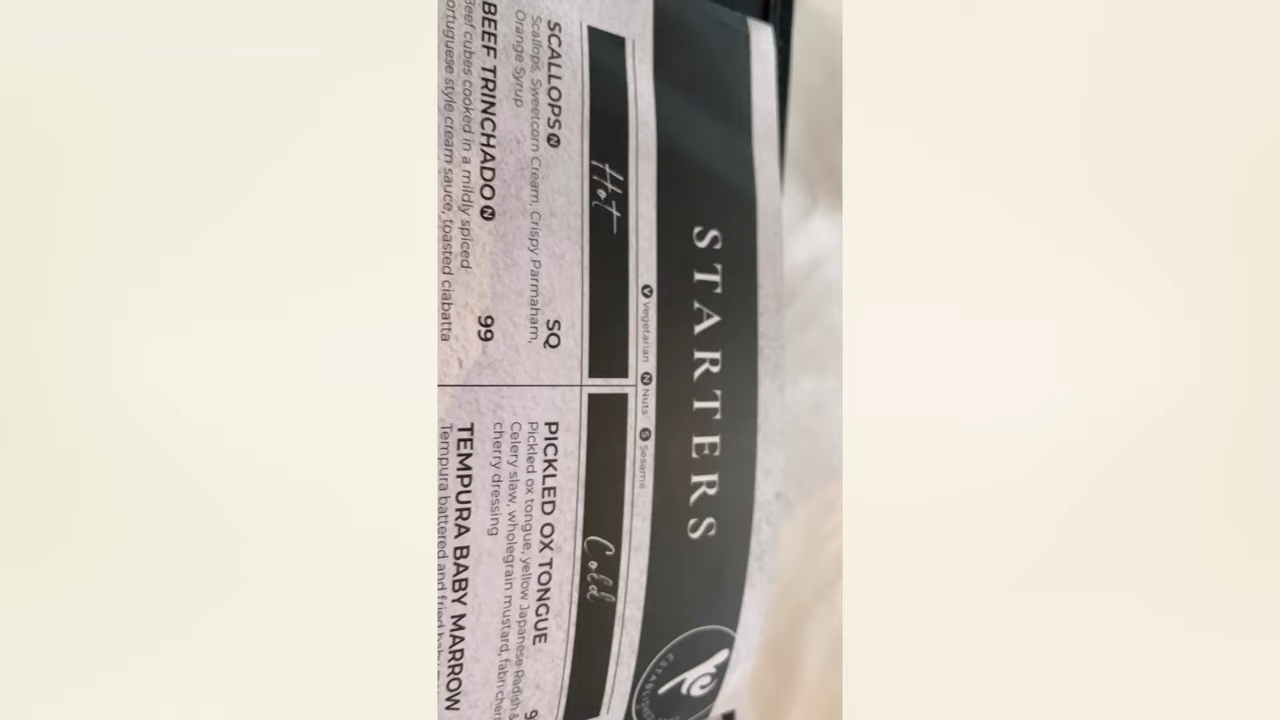 STARTERS
V Vegetarian N Nuts S Sesame
Hot
SCALLOPS N SQ
Scallops, Sweetcorn Cream, Crispy Parmaham,
Orange Syrup
BEEF TRINCHADO N 99
Beef cubes cooked in a mildly spiced
ortuguese style cream sauce, toasted ciabatta
Cold
PICKLED OX TONGUE
Pickled ox tongue, yellow Japanese Radish &
Celery slaw, wholegrain mustard,
cherry dressing
TEMPURA BABY MARROW
Tempura battered and fried baby